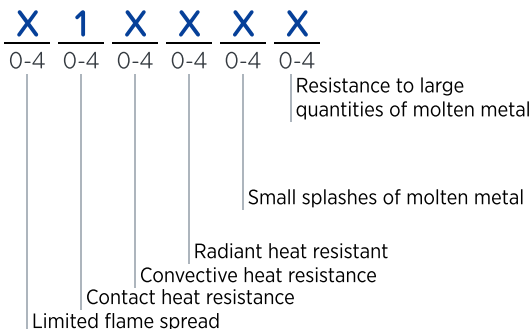 X 1 X X X X
0-4 0-4 0-4 0-4 0-4 0-4
Resistance to large
quantities of molten metal
Small splashes of molten metal
Radiant heat resistant
Convective heat resistance
Contact heat resistance
Limited flame spread